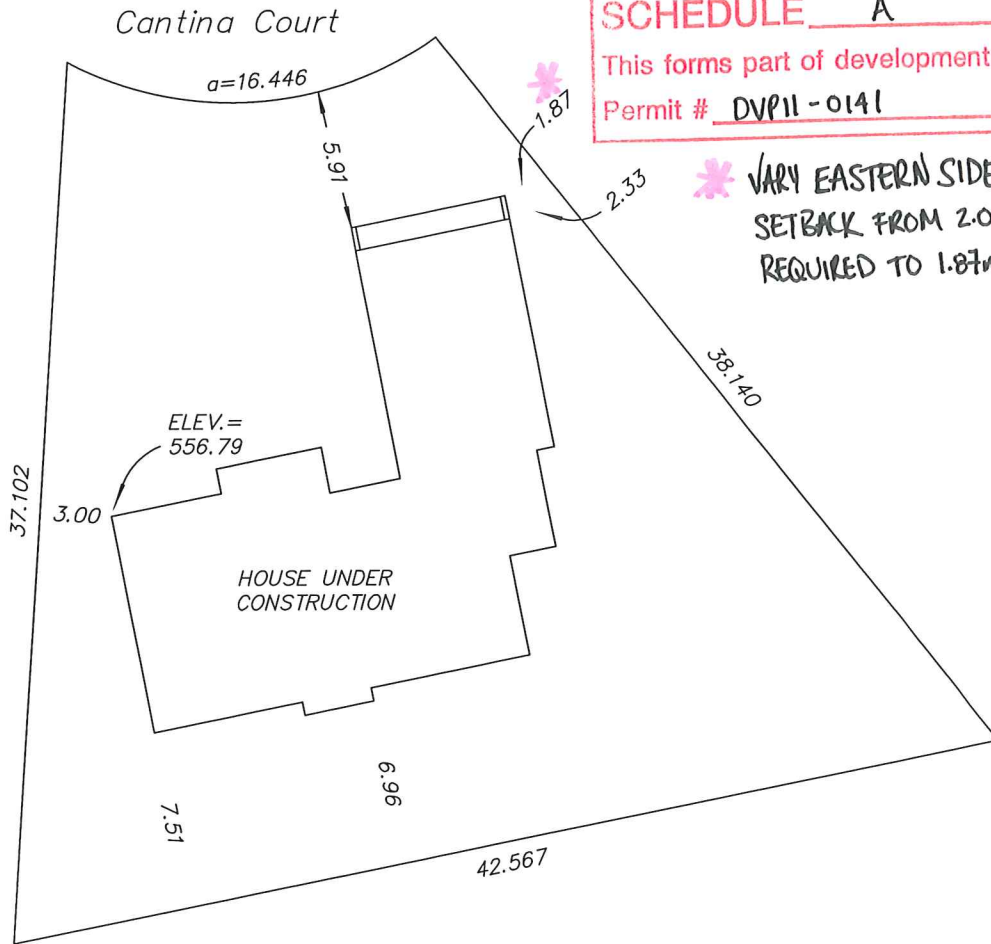 Cantina Court
SCHEDULE A
This forms part of development
Permit # DVP11-0141
a=16.446
1.87
5.91
2.33
VARY EASTERN SIDE
SETBACK FROM 2.0
REQUIRED TO 1.87m
38.140
ELEV.=
556.79
37.102
3.00
HOUSE UNDER
CONSTRUCTION
6.96
7.51
42.567